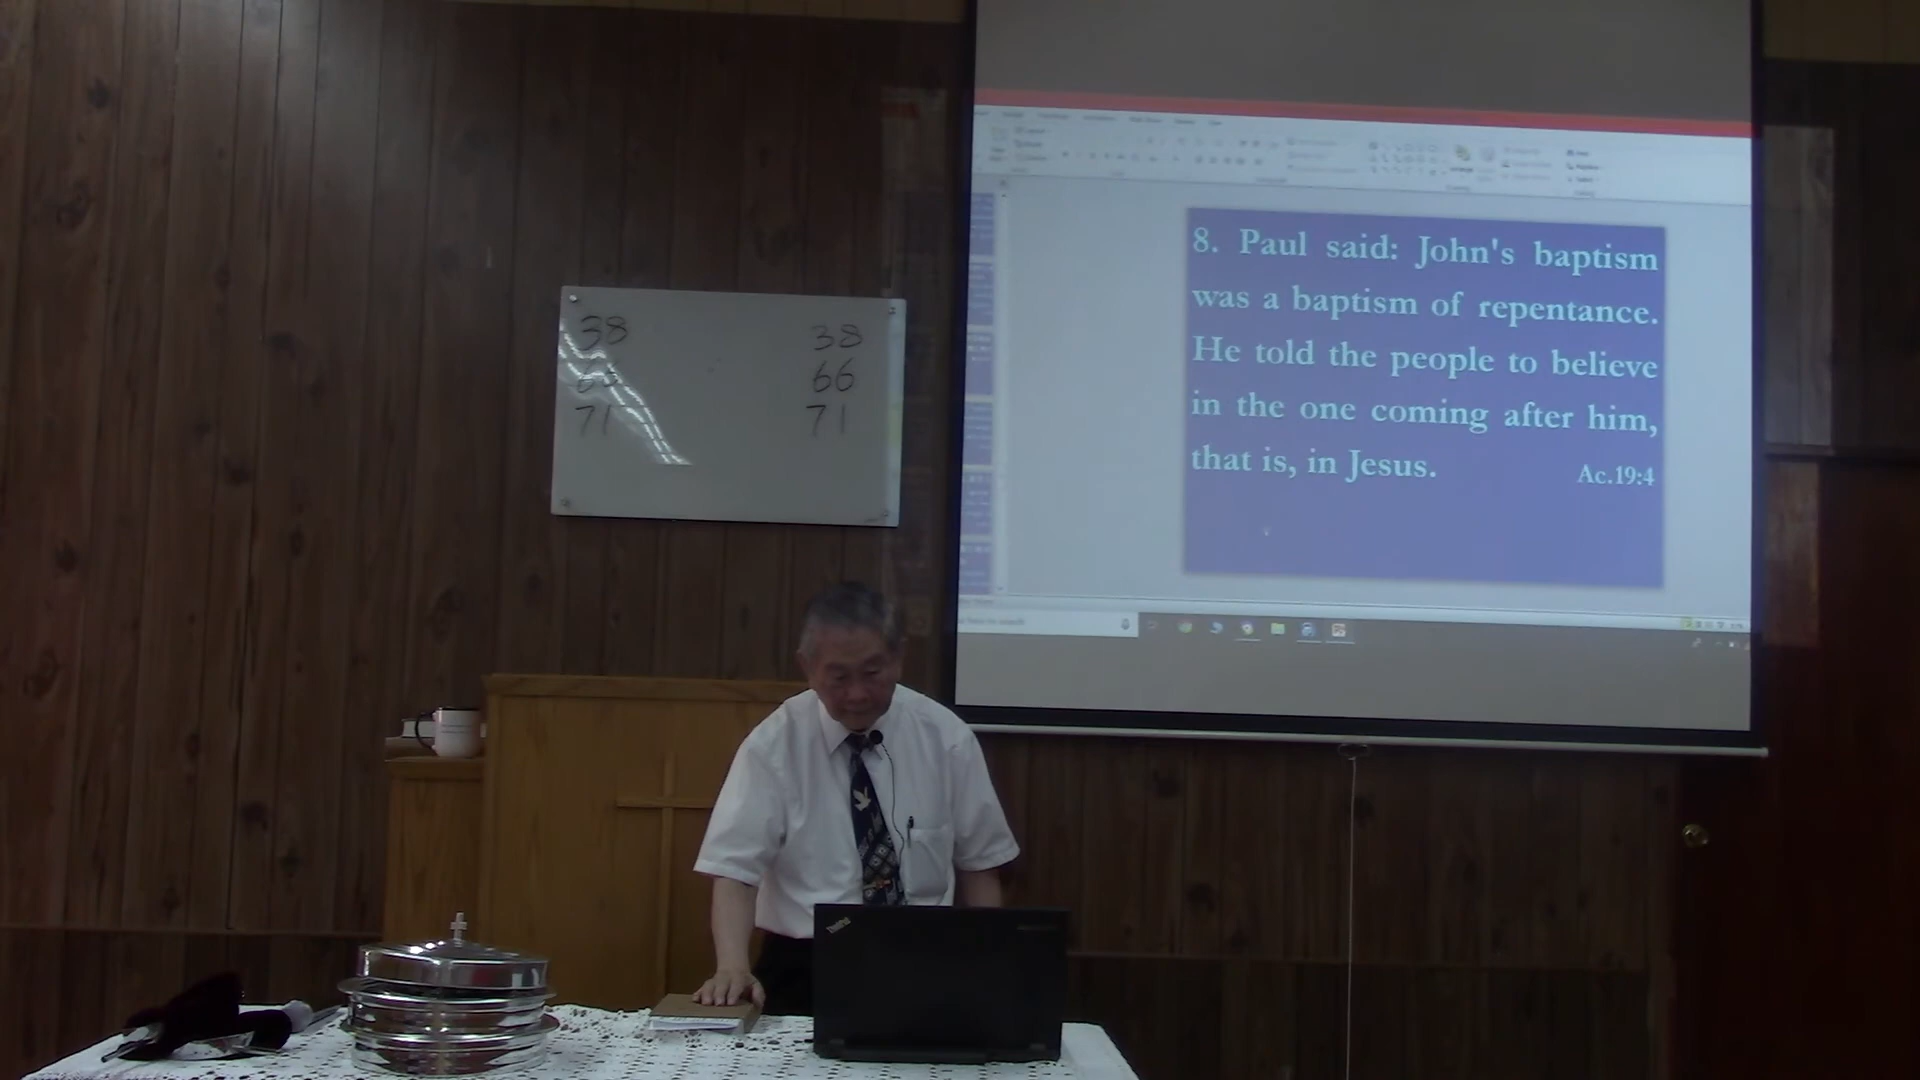 38 38
66
71 71
8. Paul said: John's baptism
was a baptism of repentance.
He told the people to believe
in the one coming after him,
that is, in Jesus. Ac.19:4
ThinkPad